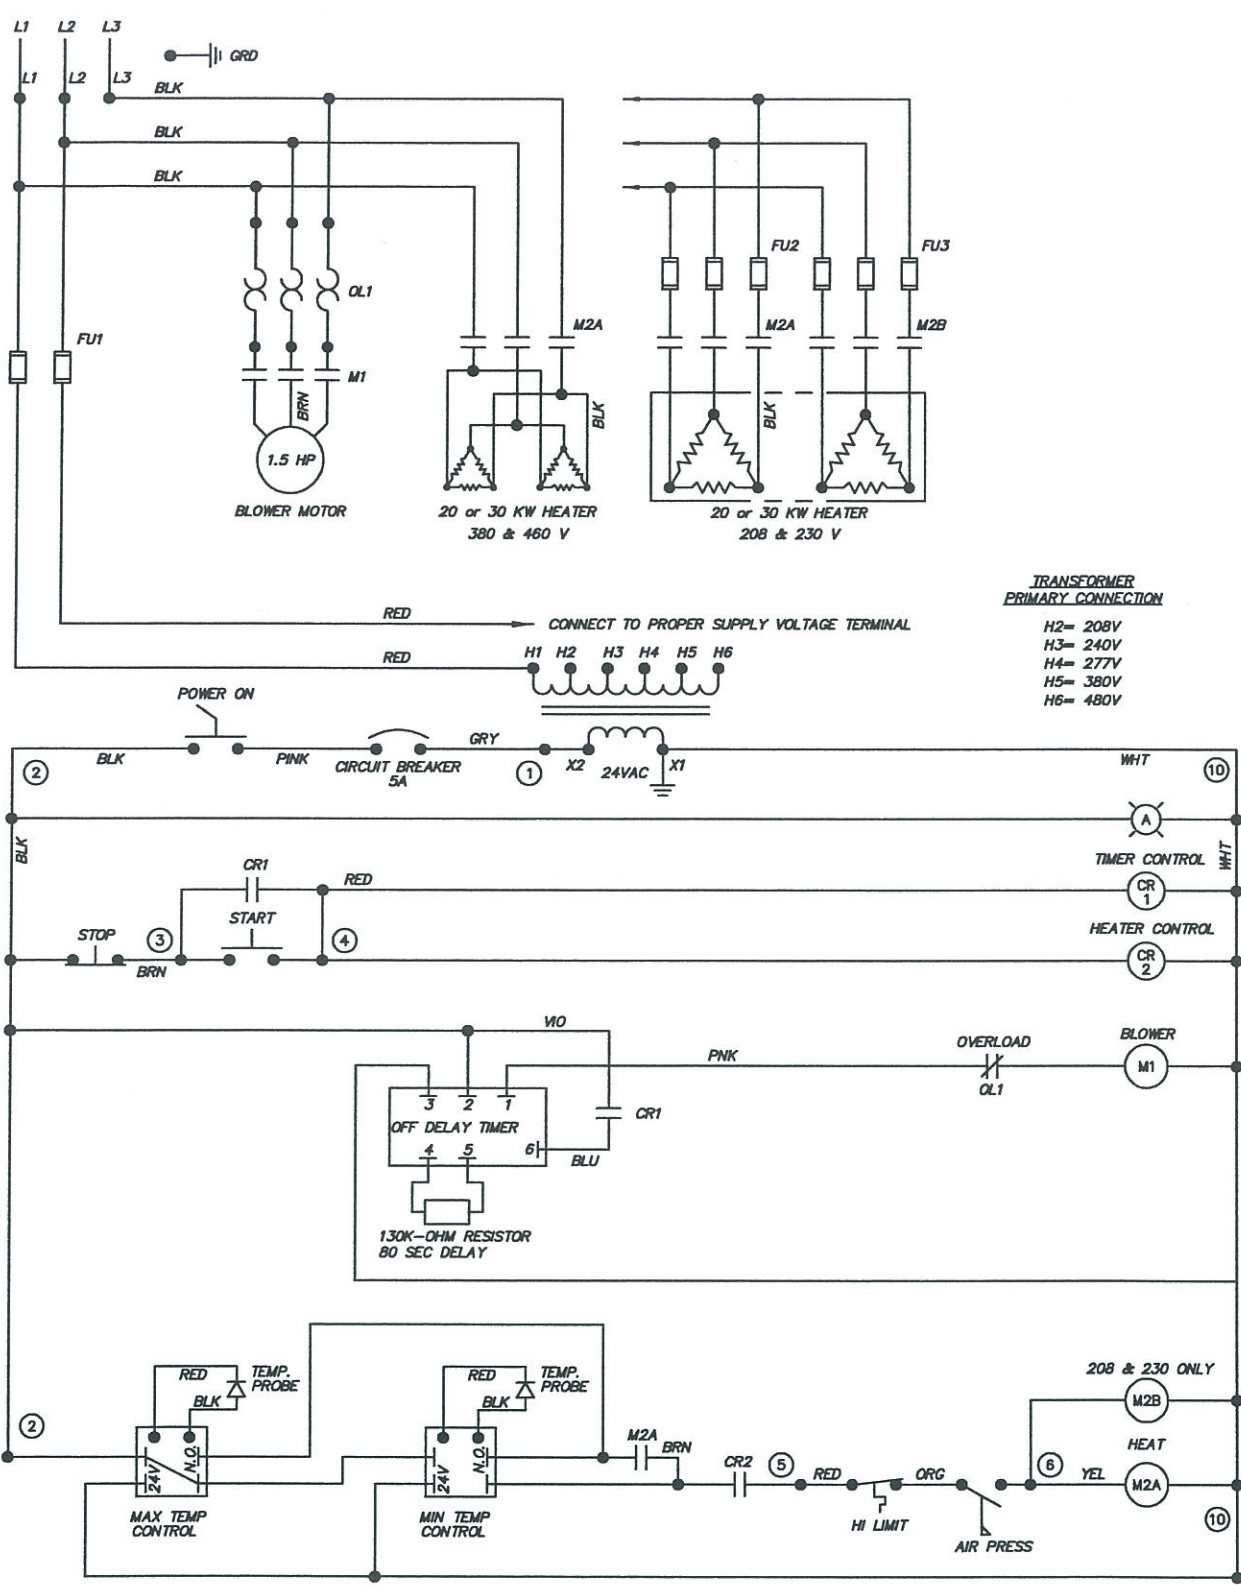 L1 L2 L3
GRD
L1 L2 L3
BLK
BLK
BLK
FU2 FU3
OL1
FU1
M2A M2A M2B
M1
BRN
BLK
BLK
1.5 HP
BLOWER MOTOR
20 or 30 KW HEATER
380 & 460 V
20 or 30 KW HEATER
208 & 230 V
TRANSFORMER
PRIMARY CONNECTION
H2= 208V
H3= 240V
H4= 277V
H5= 380V
H6= 480V
RED
CONNECT TO PROPER SUPPLY VOLTAGE TERMINAL
RED
H1 H2 H3 H4 H5 H6
POWER ON
BLK PINK GRY
CIRCUIT BREAKER
5A
2 1 X2 24VAC X1 WHT 10
A
BLK
WHT
TIMER CONTROL
CR1 RED CR
1
START
HEATER CONTROL
STOP 3 4 CR
2
BRN
VIO
PNK
OVERLOAD
OL1
BLOWER
M1
3 2 1
OFF DELAY TIMER
4 5 6
CR1
BLU
130K-OHM RESISTOR
80 SEC DELAY
2
RED
BLK
TEMP.
PROBE
24V N.O.
MAX TEMP
CONTROL
RED
BLK
TEMP.
PROBE
24V N.O.
MIN TEMP
CONTROL
M2A
BRN
CR2 5 RED
HI LIMIT
ORG
AIR PRESS
6
YEL
208 & 230 ONLY
M2B
HEAT
M2A
10